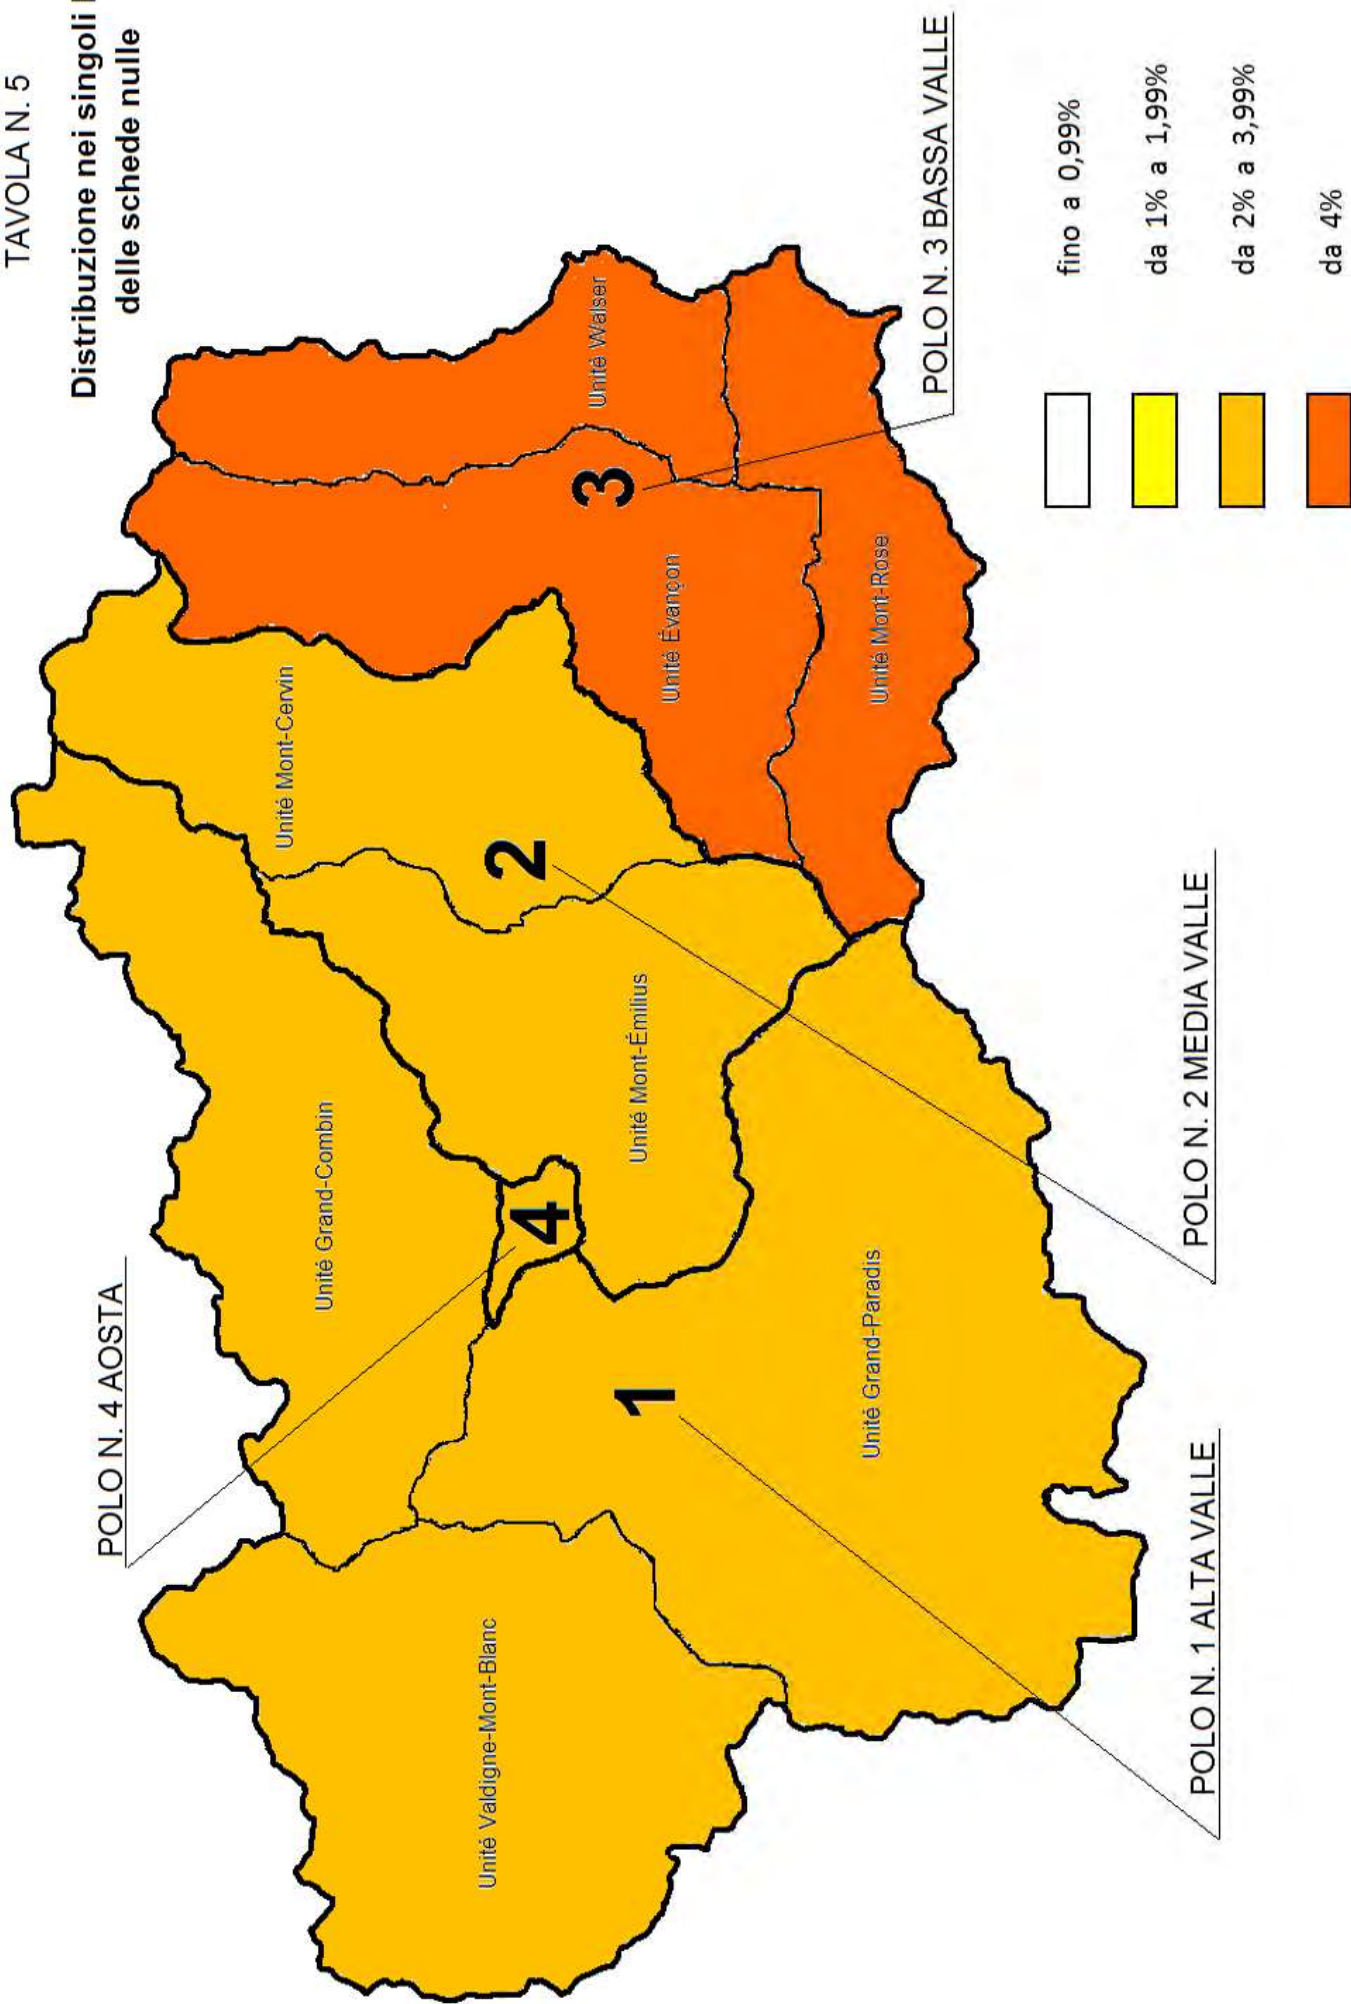 TAVOLA N. 5
Distribuzione nei singoli
delle schede nulle
POLO N. 4 AOSTA
Unité Valdigne-Mont-Blanc
Unité Grand-Combin
Unité Mont-Cervin
Unité Walser
4
2
3
1
Unité Mont-Émilius
Unité Évançon
Unité Grand-Paradis
Unité Mont-Rose
POLO N. 3 BASSA VALLE
POLO N. 1 ALTA VALLE
POLO N. 2 MEDIA VALLE
fino a 0,99%
da 1% a 1,99%
da 2% a 3,99%
da 4%